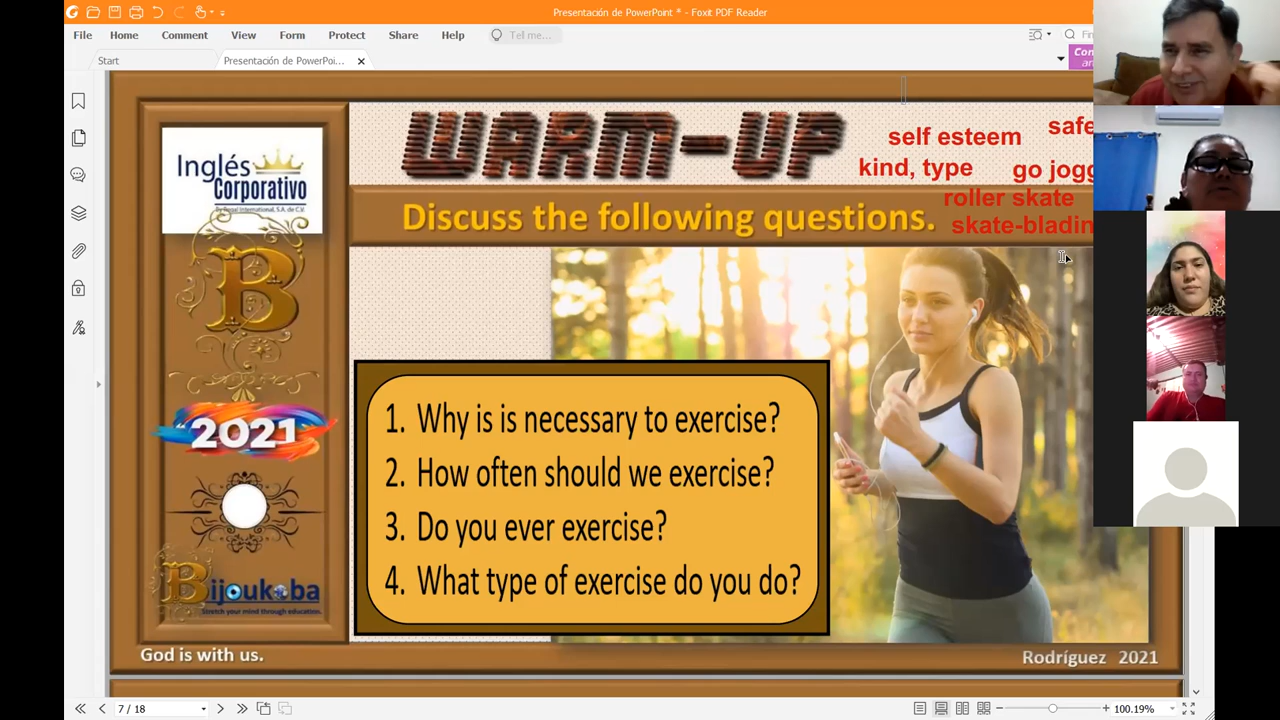 Presentación de PowerPoint * - Foxit PDF Reader
File Home Comment View Form Protect Share Help Tell me...
Start Presentación de PowerPoi...
WARM-UP
self esteem
safe
kind, type
go jogg
roller skate
skate-bladin
Discuss the following questions.
Inglés
Corporativo
B
2021
Bijoukoba
Stretch your mind through education.
1. Why is is necessary to exercise?
2. How often should we exercise?
3. Do you ever exercise?
4. What type of exercise do you do?
God is with us.
Rodríguez 2021
7 / 18
100.19%